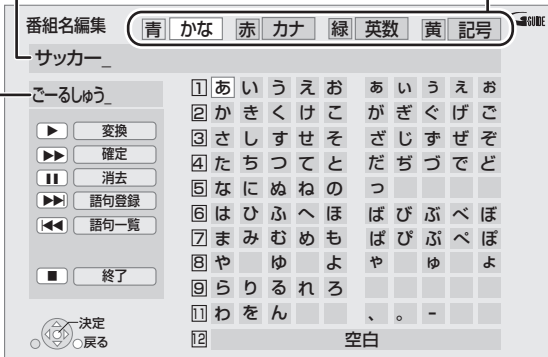 番組名編集 青 かな 赤 カナ 緑 英数 黄 記号 GUIDE
サッカー_
ごーるしゅう_
▶ 変換
▶▶ 確定
❚❚ 消去
▶▶| 語句登録
|◀◀ 語句一覧
■ 終了
決定
戻る
1 あ い う え お ぁ ぃ ぅ ぇ ぉ
2 か き く け こ が ぎ ぐ げ ご
3 さ し す せ そ ざ じ ず ぜ ぞ
4 た ち つ て と だ ぢ づ で ど
5 な に ぬ ね の っ
6 は ひ ふ へ ほ ば び ぶ べ ぼ
7 ま み む め も ぱ ぴ ぷ ぺ ぽ
8 や ゆ よ ゃ ゅ ょ
9 ら り る れ ろ
11 わ を ん 、 。 -
12 空白